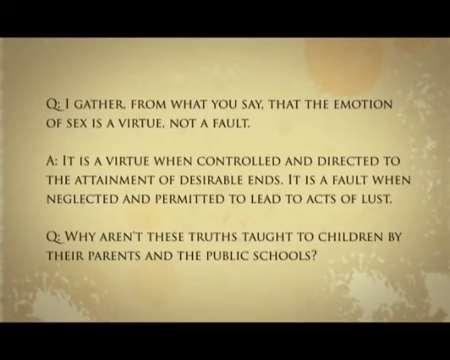 Q: I GATHER, FROM WHAT YOU SAY, THAT THE EMOTION
OF SEX IS A VIRTUE, NOT A FAULT.
A: IT IS A VIRTUE WHEN CONTROLLED AND DIRECTED TO
THE ATTAINMENT OF DESIRABLE ENDS. IT IS A FAULT WHEN
NEGLECTED AND PERMITTED TO LEAD TO ACTS OF LUST.
Q: WHY AREN'T THESE TRUTHS TAUGHT TO CHILDREN BY
THEIR PARENTS AND THE PUBLIC SCHOOLS?